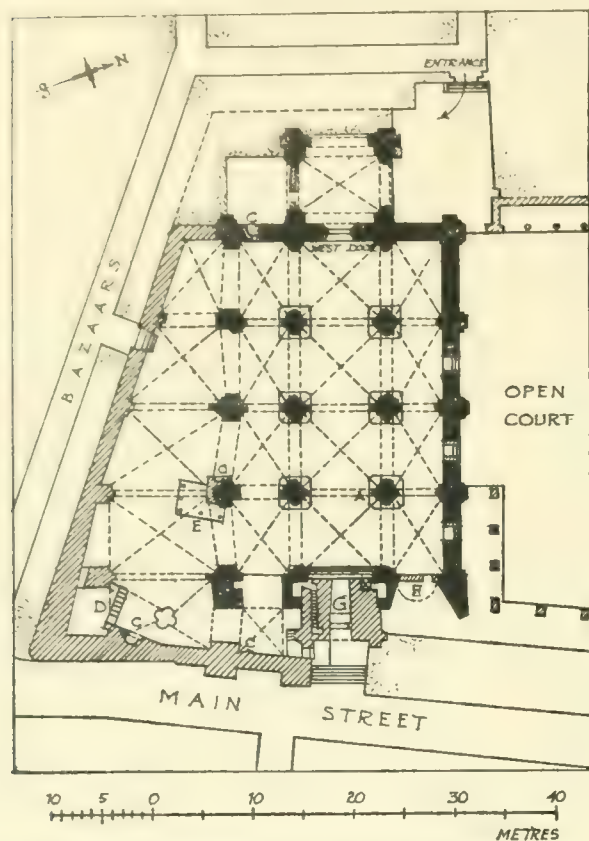 S N
ENTRANCE
C
WEST DOOR
BAZAARS
OPEN
COURT
a
A
E
D
C
G
H
C
MAIN STREET
10 5 0 10 20 30 40
METRES